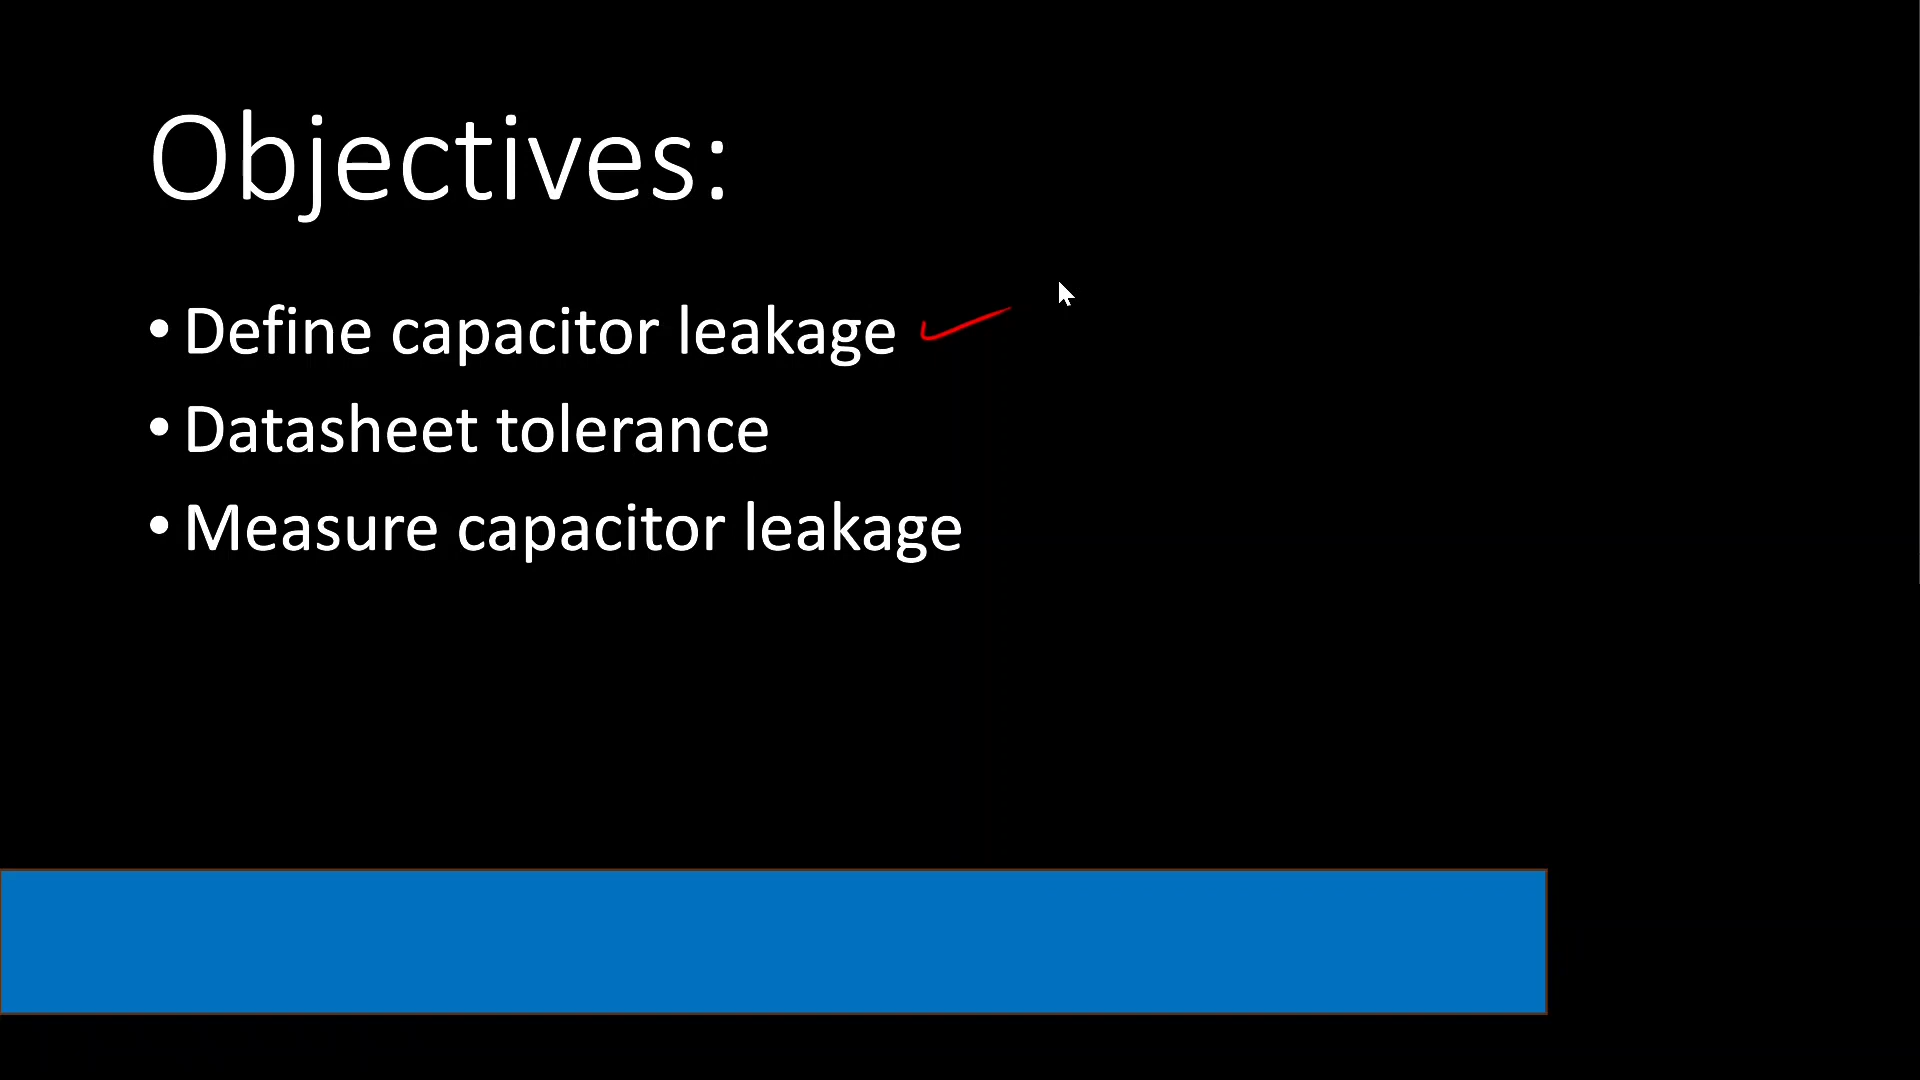 Objectives:
• Define capacitor leakage
• Datasheet tolerance
• Measure capacitor leakage